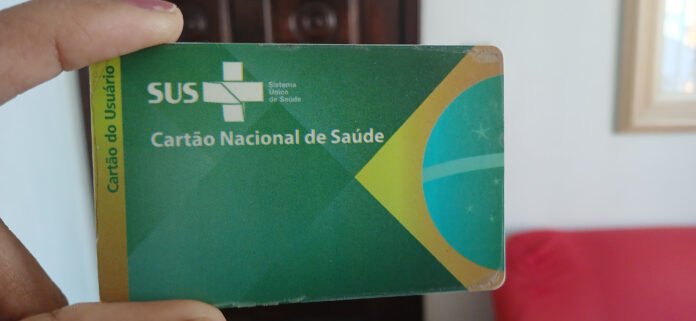 Cartão do Usuário
SUS
Sistema
Único
de Saúde
Cartão Nacional de Saúde